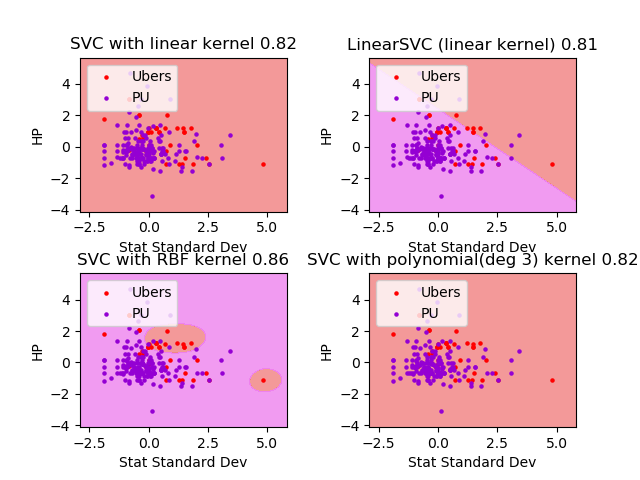 SVC with linear kernel 0.82
Ubers
PU
HP
4
2
0
−2
−4
−2.5 0.0 2.5 5.0
Stat Standard Dev
LinearSVC (linear kernel) 0.81
Ubers
PU
HP
4
2
0
−2
−4
−2.5 0.0 2.5 5.0
Stat Standard Dev
SVC with RBF kernel 0.86
Ubers
PU
HP
4
2
0
−2
−4
−2.5 0.0 2.5 5.0
Stat Standard Dev
SVC with polynomial(deg 3) kernel 0.82
Ubers
PU
HP
4
2
0
−2
−4
−2.5 0.0 2.5 5.0
Stat Standard Dev